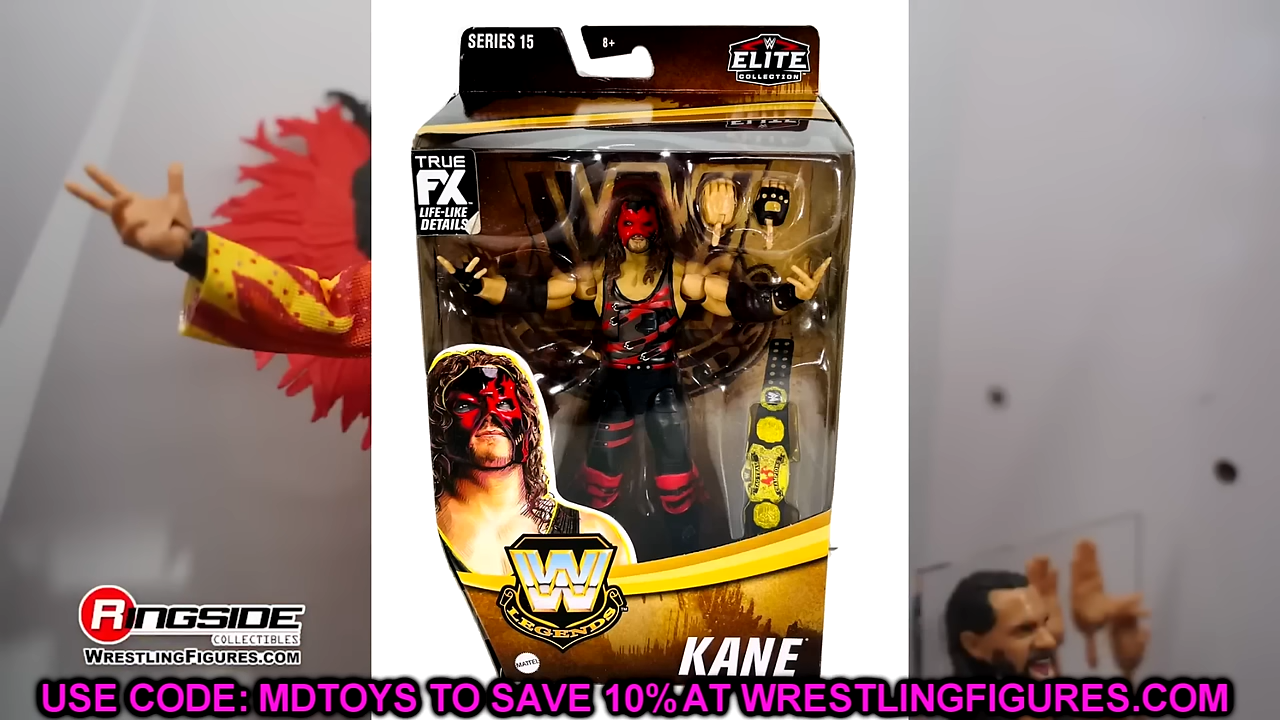 SERIES 15
8+
W
ELITE
COLLECTION
TRUE
FX
LIFE-LIKE
DETAILS
LEGENDS
MATTEL
KANE
RINGSIDE
COLLECTIBLES
WRESTLINGFIGURES.COM
USE CODE: MDTOYS TO SAVE 10% AT WRESTLINGFIGURES.COM